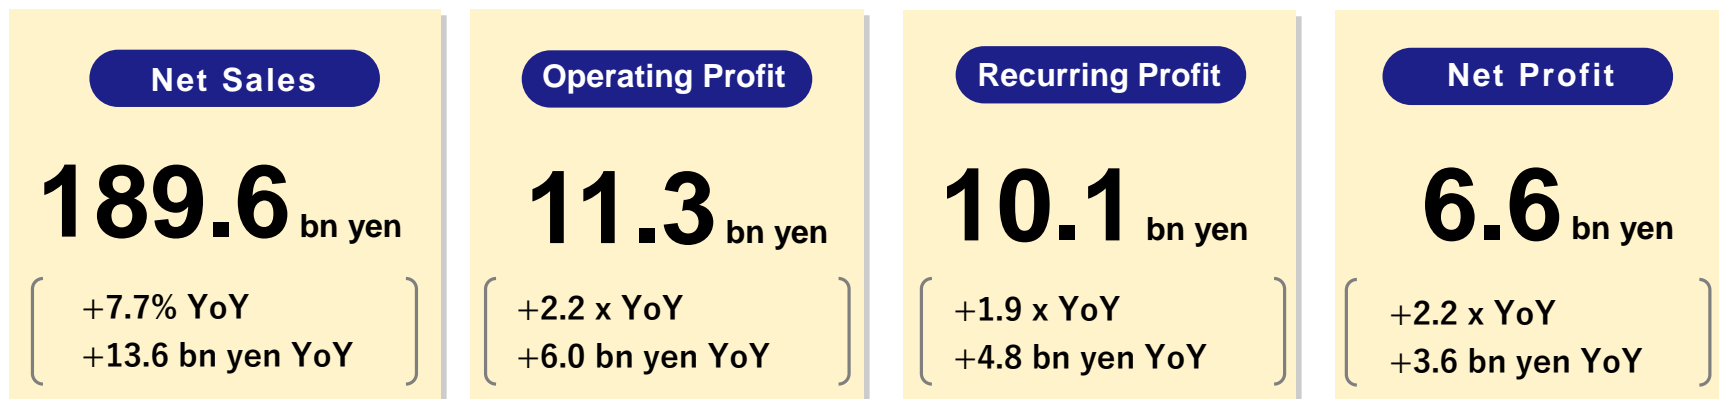 Net Sales
189.6 bn yen
+7.7% YoY
+13.6 bn yen YoY
Operating Profit
11.3 bn yen
+2.2 x YoY
+6.0 bn yen YoY
Recurring Profit
10.1 bn yen
+1.9 x YoY
+4.8 bn yen YoY
Net Profit
6.6 bn yen
+2.2 x YoY
+3.6 bn yen YoY